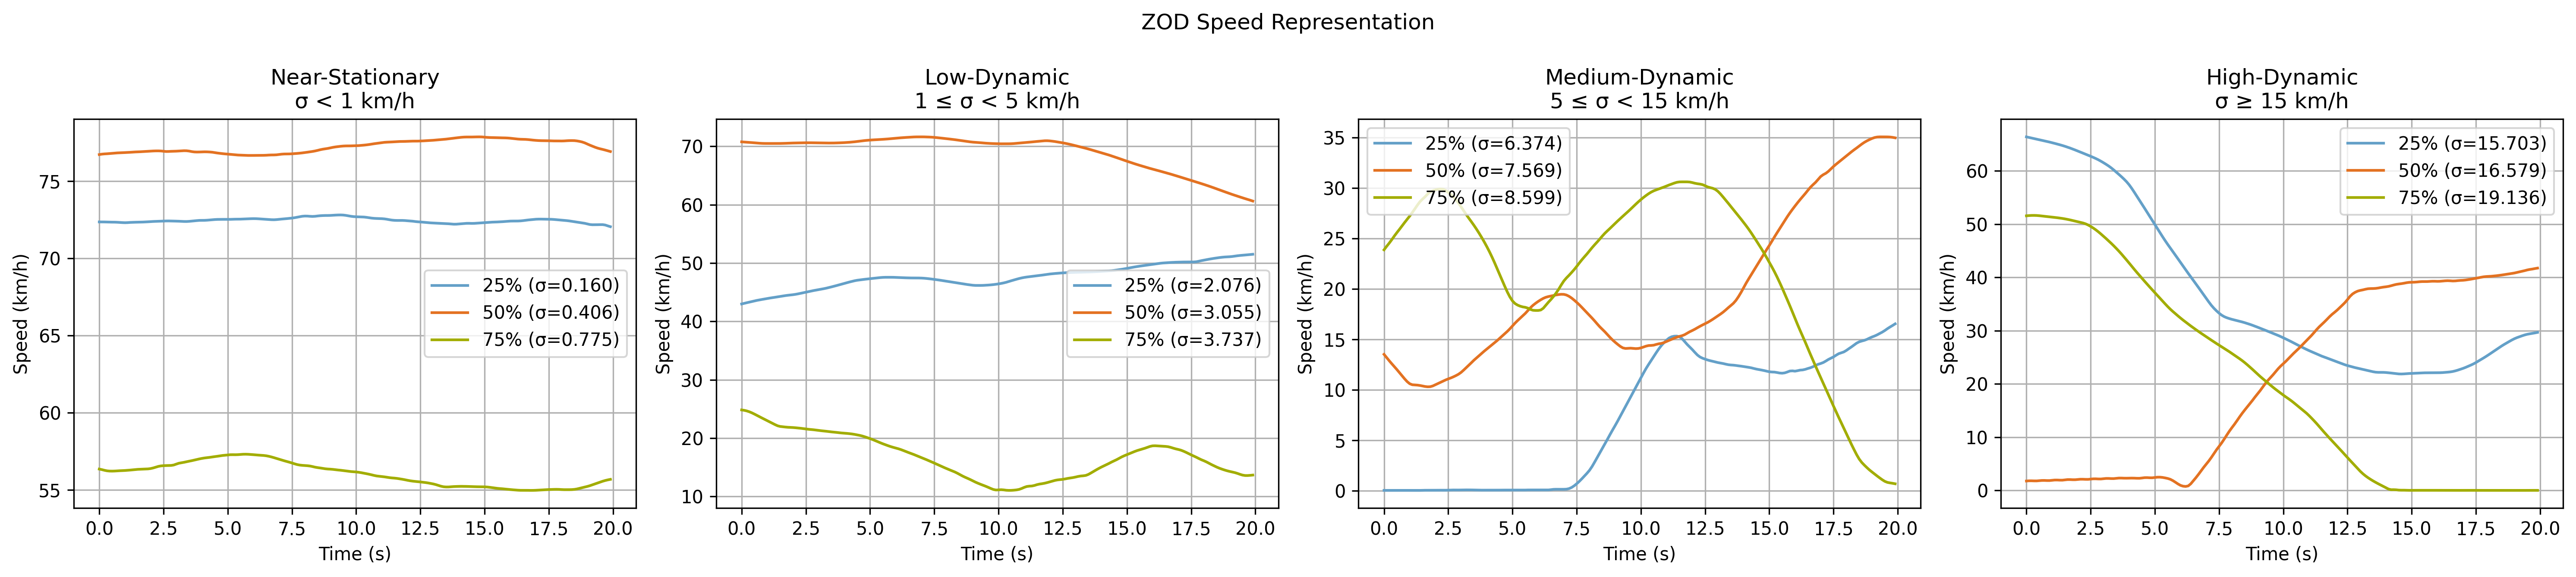 ZOD Speed Representation
Near-Stationary
σ < 1 km/h
Speed (km/h)
75
70
65
60
55
25% (σ=0.160)
50% (σ=0.406)
75% (σ=0.775)
0.0 2.5 5.0 7.5 10.0 12.5 15.0 17.5 20.0
Time (s)
Low-Dynamic
1 ≤ σ < 5 km/h
Speed (km/h)
70
60
50
40
30
20
10
25% (σ=2.076)
50% (σ=3.055)
75% (σ=3.737)
0.0 2.5 5.0 7.5 10.0 12.5 15.0 17.5 20.0
Time (s)
Medium-Dynamic
5 ≤ σ < 15 km/h
Speed (km/h)
35
30
25
20
15
10
5
0
25% (σ=6.374)
50% (σ=7.569)
75% (σ=8.599)
0.0 2.5 5.0 7.5 10.0 12.5 15.0 17.5 20.0
Time (s)
High-Dynamic
σ ≥ 15 km/h
Speed (km/h)
60
50
40
30
20
10
0
25% (σ=15.703)
50% (σ=16.579)
75% (σ=19.136)
0.0 2.5 5.0 7.5 10.0 12.5 15.0 17.5 20.0
Time (s)